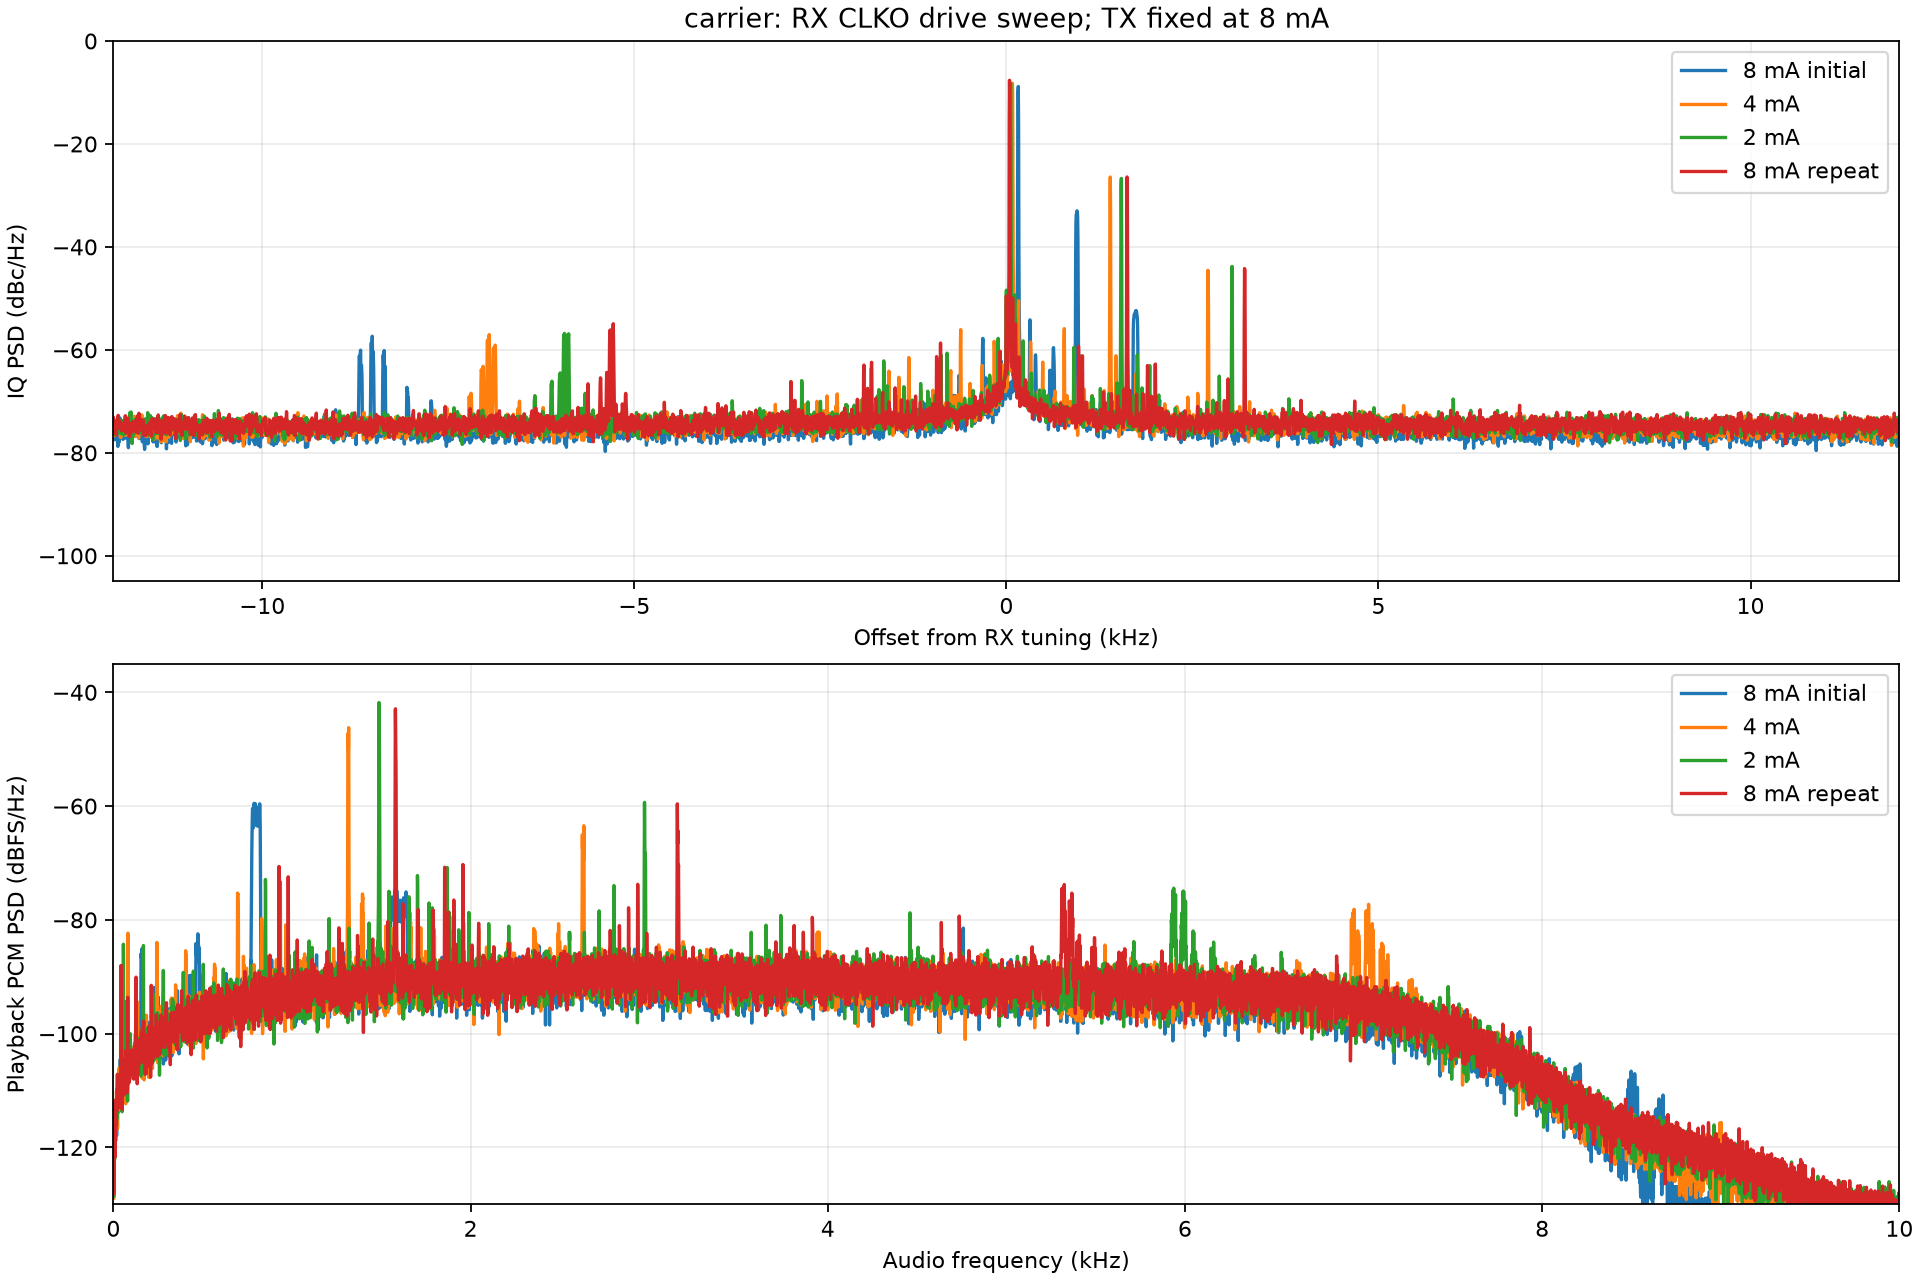 carrier: RX CLKO drive sweep; TX fixed at 8 mA
IQ PSD (dBc/Hz)
0
−20
−40
−60
−80
−100
8 mA initial
4 mA
2 mA
8 mA repeat
−10
−5
0
5
10
Offset from RX tuning (kHz)
Playback PCM PSD (dBFS/Hz)
−40
−60
−80
−100
−120
8 mA initial
4 mA
2 mA
8 mA repeat
0
2
4
6
8
10
Audio frequency (kHz)